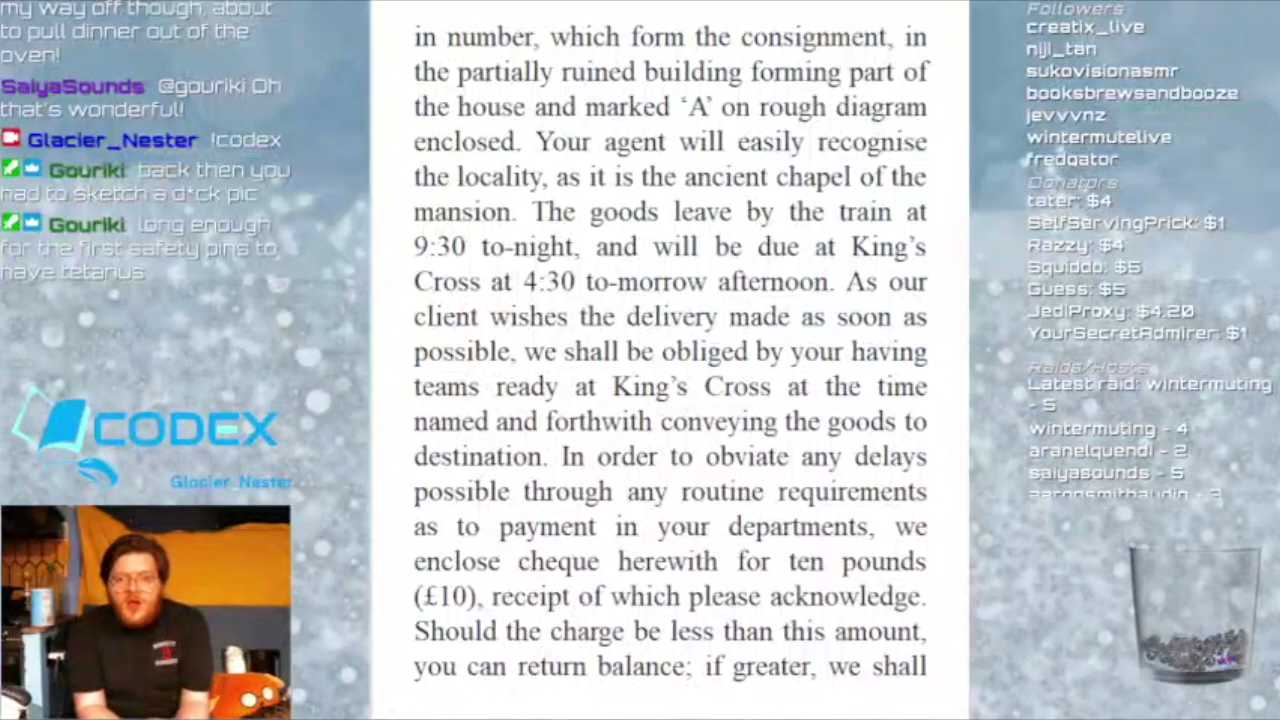 my way off though, about
to pull dinner out of the
oven!
SaiyaSounds @gouriki Oh
that's wonderful!
Glacier_Nester !codex
Gouriki back then you
had to sketch a d*ck pic
Gouriki long enough
for the first safety pins to
have tetanus
CODEX
Glacier_Nester
in number, which form the consignment, in
the partially ruined building forming part of
the house and marked ‘A’ on rough diagram
enclosed. Your agent will easily recognise
the locality, as it is the ancient chapel of the
mansion. The goods leave by the train at
9:30 to-night, and will be due at King’s
Cross at 4:30 to-morrow afternoon. As our
client wishes the delivery made as soon as
possible, we shall be obliged by your having
teams ready at King’s Cross at the time
named and forthwith conveying the goods to
destination. In order to obviate any delays
possible through any routine requirements
as to payment in your departments, we
enclose cheque herewith for ten pounds
(£10), receipt of which please acknowledge.
Should the charge be less than this amount,
you can return balance; if greater, we shall
Followers
creatix_live
niji_tan
sukovisionasmr
booksbrewsandbooze
jevvvnz
wintermutelive
fredgator
Donators
tater: $4
SelfServingPrick: $1
Razzy: $4
Squiddo: $5
Guess: $5
JediProxy: $4.20
YourSecretAdmirer: $1
Raids/Hosts
Latest raid: wintermuting
- 5
wintermuting - 4
aranelquendi - 2
saiyasounds - 5
aaronsmithaudio - 3